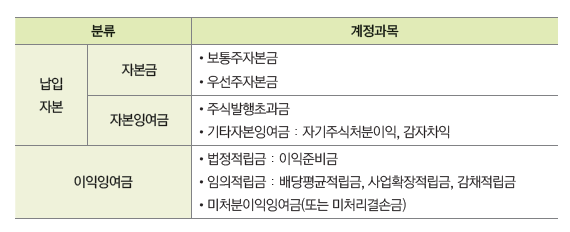 분류 계정과목
납입
자본
자본금
• 보통주자본금
• 우선주자본금
자본잉여금
• 주식발행초과금
• 기타자본잉여금 : 자기주식처분이익, 감자차익
이익잉여금
• 법정적립금 : 이익준비금
• 임의적립금 : 배당평균적립금, 사업확장적립금, 감채적립금
• 미처분이익잉여금(또는 미처리결손금)